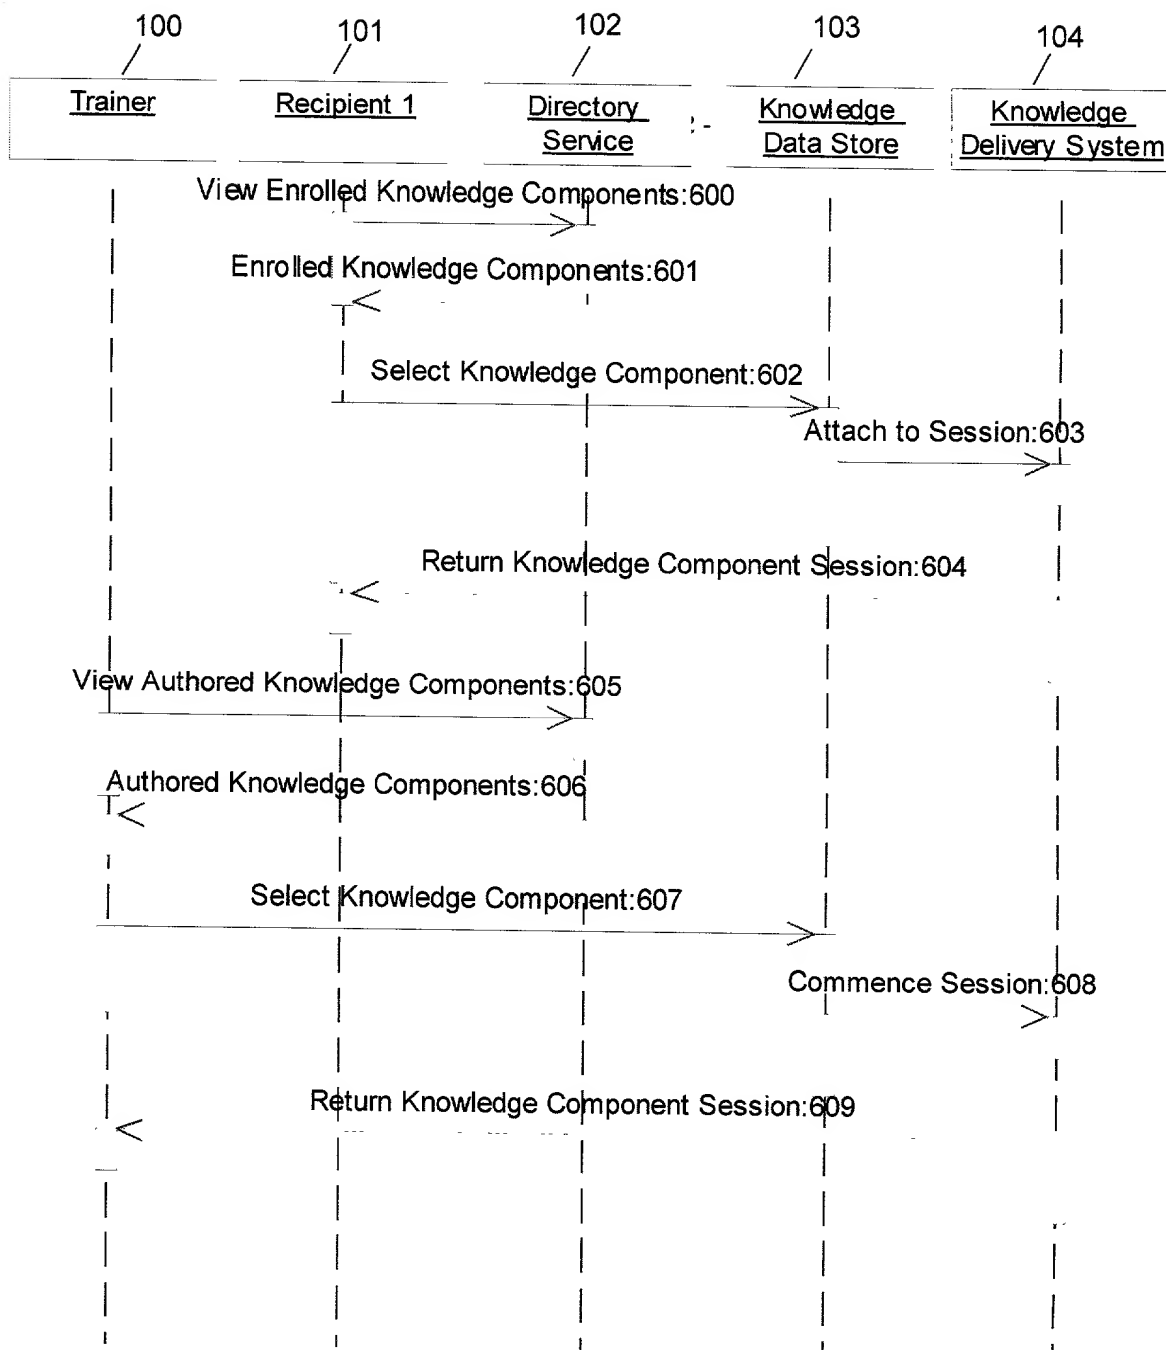 100
101
102
103
104
Trainer
Recipient 1
Directory
Service
Knowledge
Data Store
Knowledge
Delivery System
View Enrolled Knowledge Components:600
Enrolled Knowledge Components:601
Select Knowledge Component:602
Attach to Session:603
Return Knowledge Component Session:604
View Authored Knowledge Components:605
Authored Knowledge Components:606
Select Knowledge Component:607
Commence Session:608
Return Knowledge Component Session:609